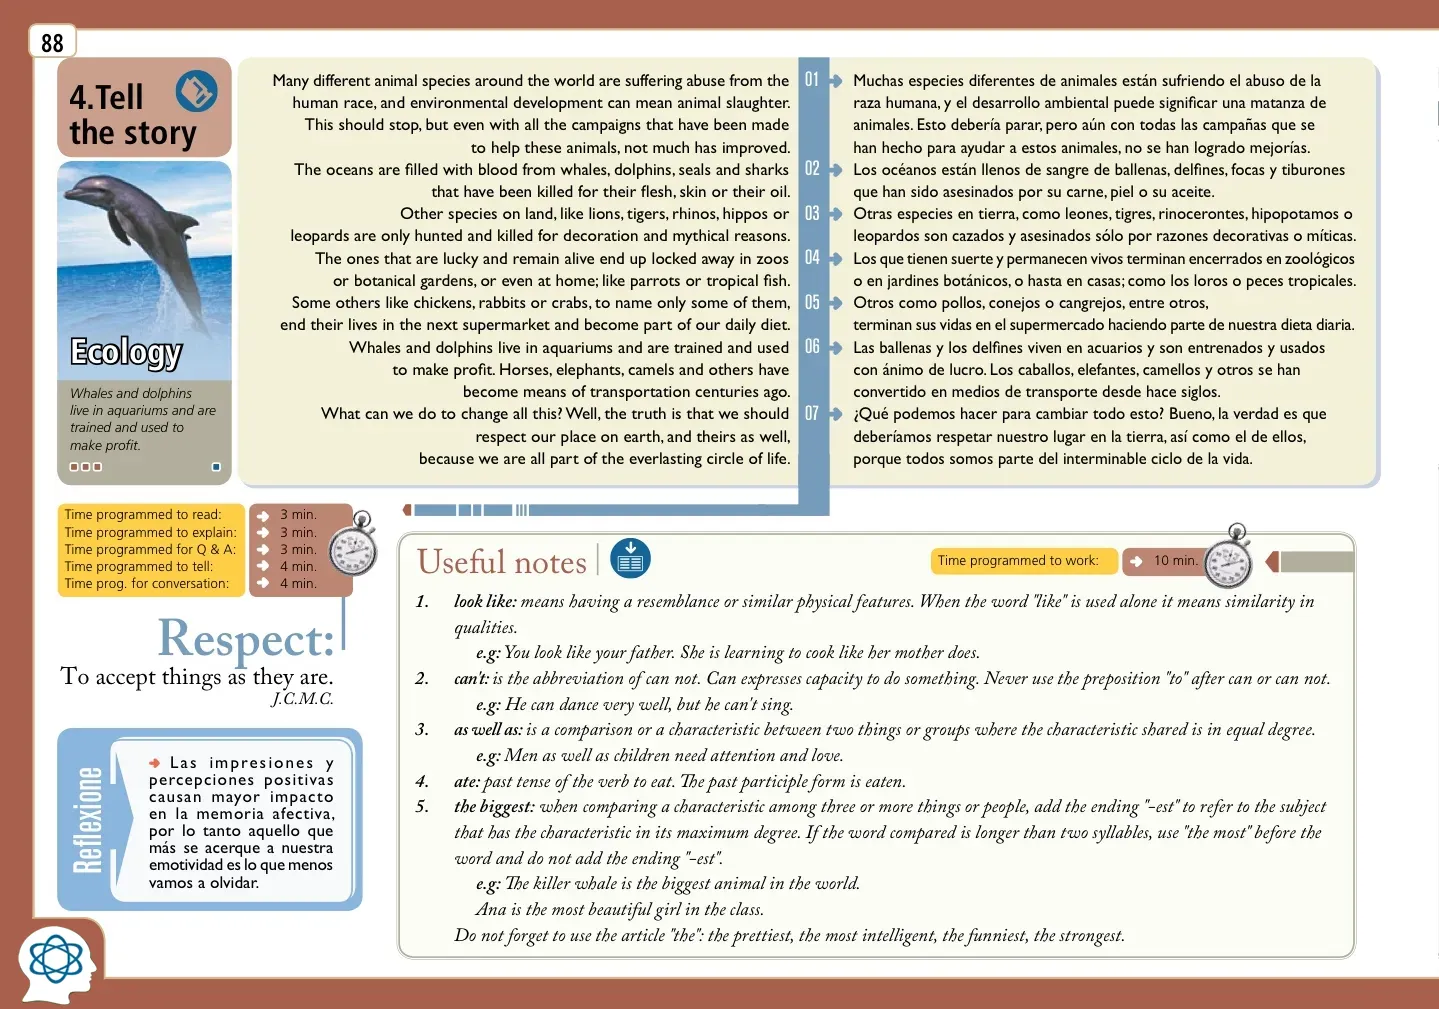 88
4.Tell
the story
Ecology
Whales and dolphins
live in aquariums and are
trained and used to
make profit.
Many different animal species around the world are suffering abuse from the
human race, and environmental development can mean animal slaughter.
This should stop, but even with all the campaigns that have been made
to help these animals, not much has improved.
The oceans are filled with blood from whales, dolphins, seals and sharks
that have been killed for their flesh, skin or their oil.
Other species on land, like lions, tigers, rhinos, hippos or
leopards are only hunted and killed for decoration and mythical reasons.
The ones that are lucky and remain alive end up locked away in zoos
or botanical gardens, or even at home; like parrots or tropical fish.
Some others like chickens, rabbits or crabs, to name only some of them,
end their lives in the next supermarket and become part of our daily diet.
Whales and dolphins live in aquariums and are trained and used
to make profit. Horses, elephants, camels and others have
become means of transportation centuries ago.
What can we do to change all this? Well, the truth is that we should
respect our place on earth, and theirs as well,
because we are all part of the everlasting circle of life.
01
02
03
04
05
06
07
Muchas especies diferentes de animales están sufriendo el abuso de la
raza humana, y el desarrollo ambiental puede significar una matanza de
animales. Esto debería parar, pero aún con todas las campañas que se
han hecho para ayudar a estos animales, no se han logrado mejorías.
Los océanos están llenos de sangre de ballenas, delfines, focas y tiburones
que han sido asesinados por su carne, piel o su aceite.
Otras especies en tierra, como leones, tigres, rinocerontes, hipopotamos o
leopardos son cazados y asesinados sólo por razones decorativas o míticas.
Los que tienen suerte y permanecen vivos terminan encerrados en zoológicos
o en jardines botánicos, o hasta en casas; como los loros o peces tropicales.
Otros como pollos, conejos o cangrejos, entre otros,
terminan sus vidas en el supermercado haciendo parte de nuestra dieta diaria.
Las ballenas y los delfines viven en acuarios y son entrenados y usados
con ánimo de lucro. Los caballos, elefantes, camellos y otros se han
convertido en medios de transporte desde hace siglos.
¿Qué podemos hacer para cambiar todo esto? Bueno, la verdad es que
deberíamos respetar nuestro lugar en la tierra, así como el de ellos,
porque todos somos parte del interminable ciclo de la vida.
Time programmed to read: 3 min.
Time programmed to explain: 3 min.
Time programmed for Q & A: 3 min.
Time programmed to tell: 4 min.
Time prog. for conversation: 4 min.
Respect:
To accept things as they are.
J.C.M.C.
Reflexione
Las impresiones y
percepciones positivas
causan mayor impacto
en la memoria afectiva,
por lo tanto aquello que
más se acerque a nuestra
emotividad es lo que menos
vamos a olvidar.
Useful notes
Time programmed to work: 10 min.
1. look like: means having a resemblance or similar physical features. When the word "like" is used alone it means similarity in
qualities.
e.g: You look like your father. She is learning to cook like her mother does.
2. can't: is the abbreviation of can not. Can expresses capacity to do something. Never use the preposition "to" after can or can not.
e.g: He can dance very well, but he can't sing.
3. as well as: is a comparison or a characteristic between two things or groups where the characteristic shared is in equal degree.
e.g: Men as well as children need attention and love.
4. ate: past tense of the verb to eat. The past participle form is eaten.
5. the biggest: when comparing a characteristic among three or more things or people, add the ending "-est" to refer to the subject
that has the characteristic in its maximum degree. If the word compared is longer than two syllables, use "the most" before the
word and do not add the ending "-est".
e.g: The killer whale is the biggest animal in the world.
Ana is the most beautiful girl in the class.
Do not forget to use the article "the": the prettiest, the most intelligent, the funniest, the strongest.